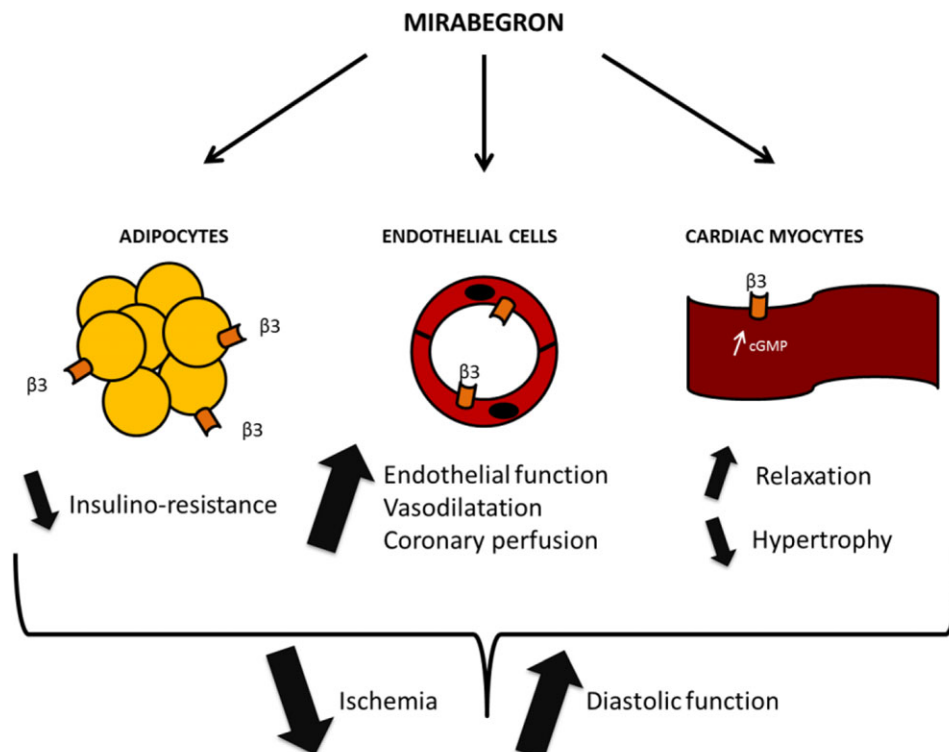 MIRABEGRON
ADIPOCYTES
ENDOTHELIAL CELLS
CARDIAC MYOCYTES
β3
β3
β3
β3
β3
cGMP
Insulino-resistance
Endothelial function
Vasodilatation
Coronary perfusion
Relaxation
Hypertrophy
Ischemia
Diastolic function